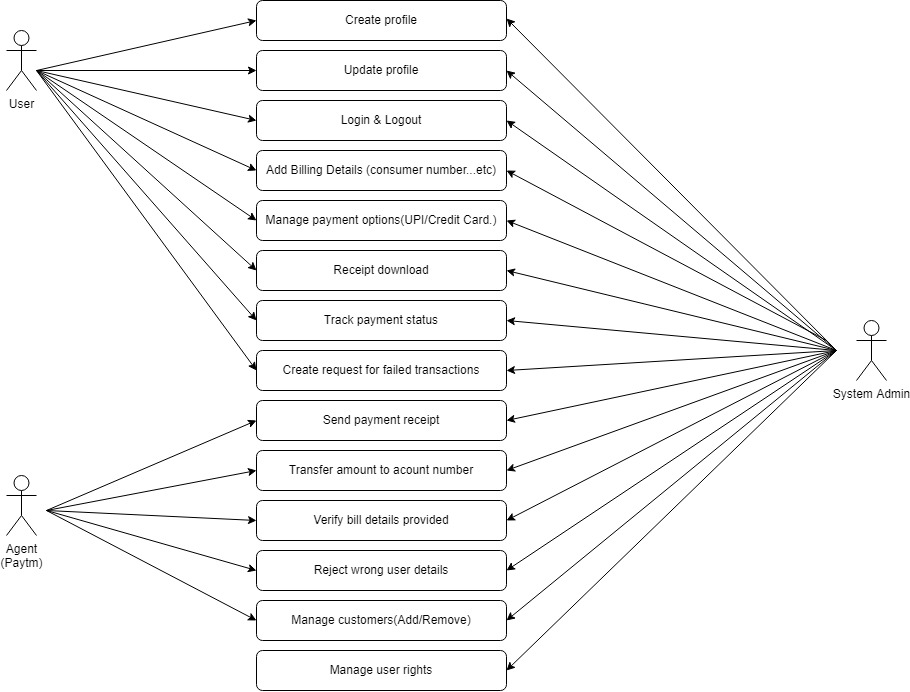 Create profile
User
Update profile
Login & Logout
Add Billing Details (consumer number...etc)
Manage payment options(UPI/Credit Card.)
Receipt download
Track payment status
Create request for failed transactions
System Admin
Send payment receipt
Transfer amount to acount number
Verify bill details provided
Agent
(Paytm)
Reject wrong user details
Manage customers(Add/Remove)
Manage user rights